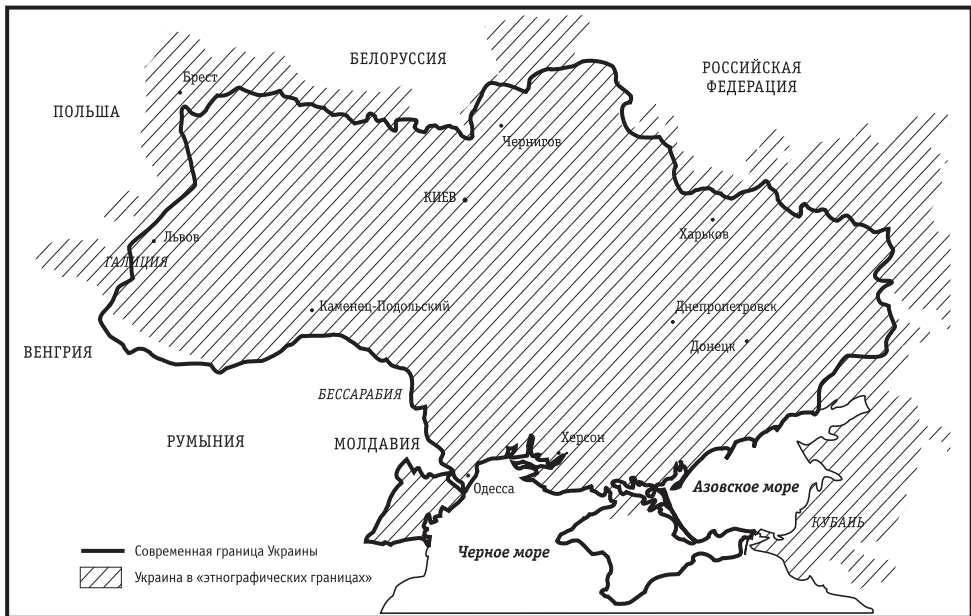 БЕЛОРУССИЯ
РОССИЙСКАЯ
ФЕДЕРАЦИЯ
Брест
ПОЛЬША
Чернигов
КИЕВ
Львов
Харьков
ГАЛИЦИЯ
Каменец-Подольский
Днепропетровск
Донецк
ВЕНГРИЯ
БЕССАРАБИЯ
РУМЫНИЯ
МОЛДАВИЯ
Херсон
Одесса
Азовское море
КУБАНЬ
Черное море
Современная граница Украины
Украина в «этнографических границах»